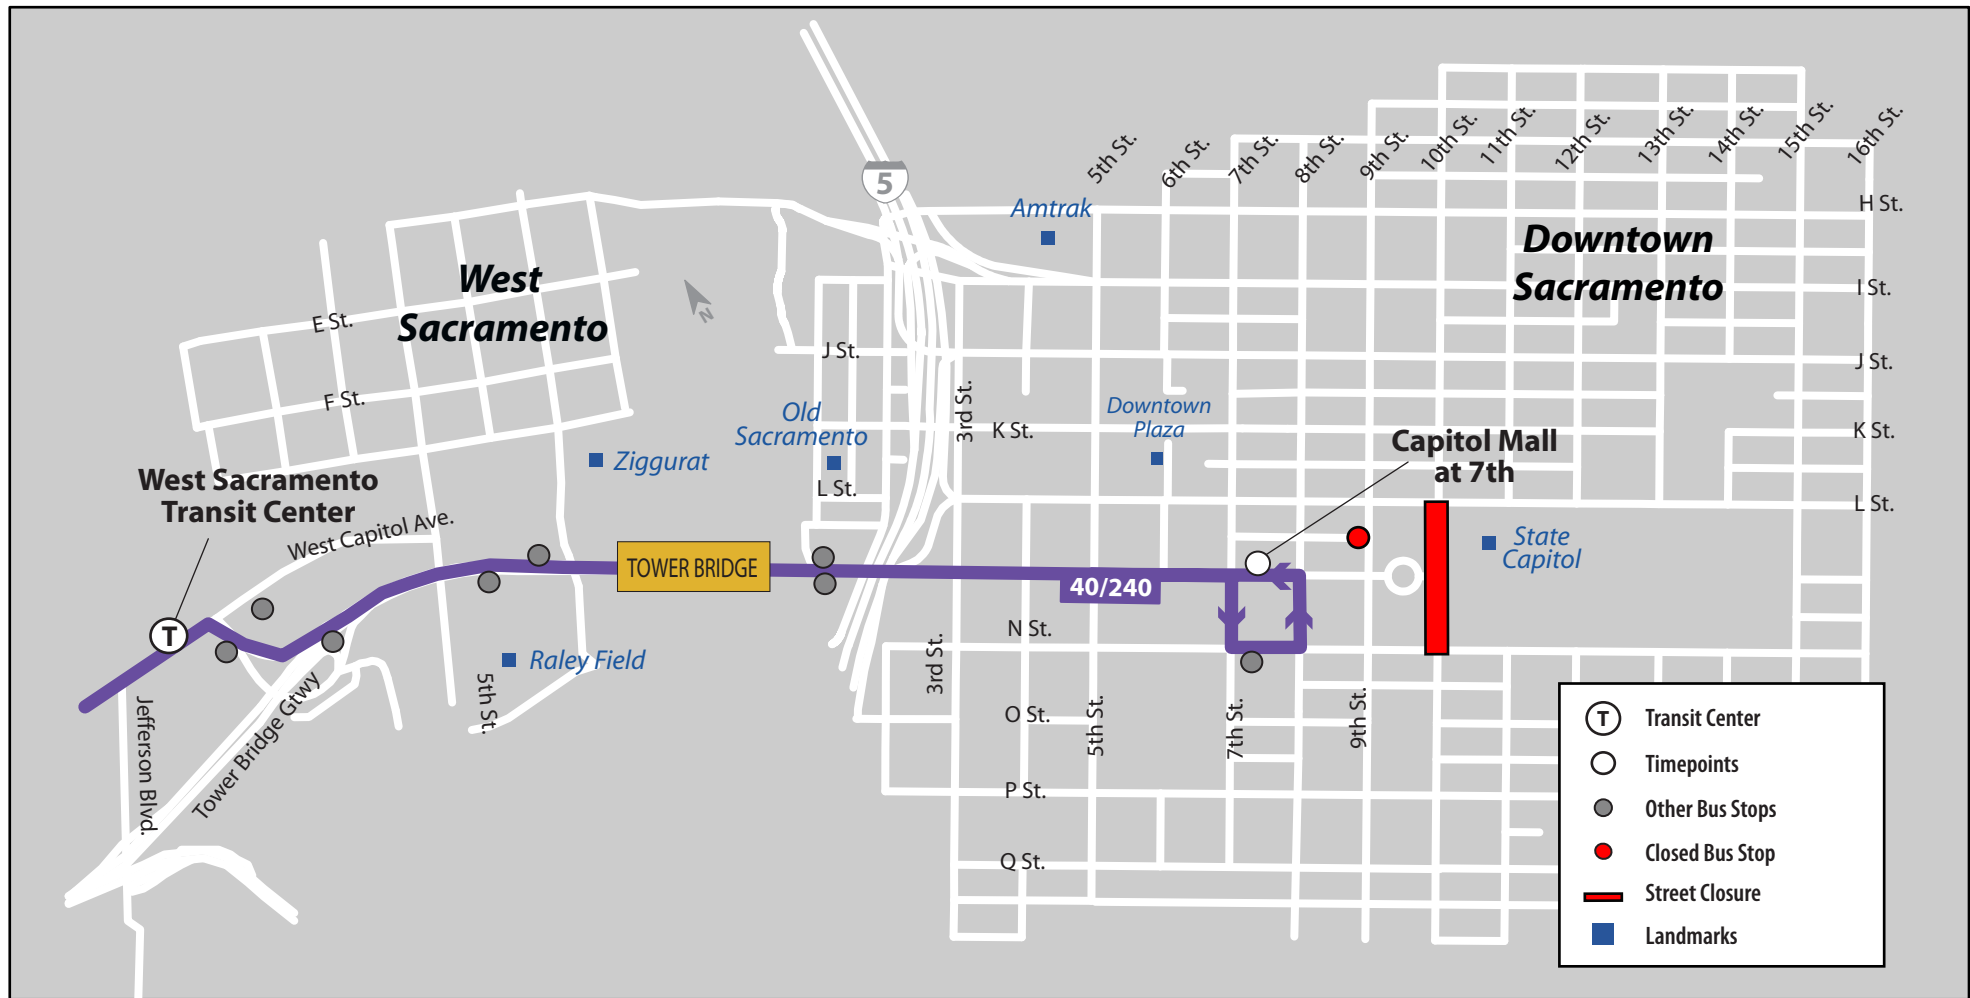 5th St.
6th St.
7th St.
8th St.
9th St.
10th St.
11th St.
12th St.
13th St.
14th St.
15th St.
16th St.
5
Amtrak
H St.
Downtown
Sacramento
West
Sacramento
N
I St.
E St.
J St.
J St.
F St.
3rd St.
Old
Sacramento
Downtown
Plaza
K St.
K St.
Capitol Mall
at 7th
Ziggurat
West Sacramento
Transit Center
L St.
L St.
West Capitol Ave.
State
Capitol
TOWER BRIDGE
40/240
T
N St.
Raley Field
3rd St.
5th St.
Jefferson Blvd.
Tower Bridge Gtwy
O St.
5th St.
7th St.
9th St.
P St.
Q St.
T Transit Center
Timepoints
Other Bus Stops
Closed Bus Stop
Street Closure
Landmarks